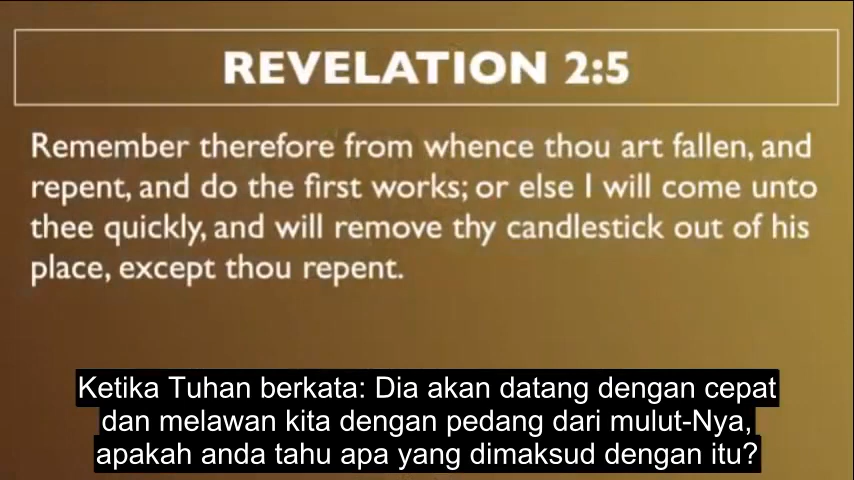 REVELATION 2:5
Remember therefore from whence thou art fallen, and
repent, and do the first works; or else I will come unto
thee quickly, and will remove thy candlestick out of his
place, except thou repent.
Ketika Tuhan berkata: Dia akan datang dengan cepat
dan melawan kita dengan pedang dari mulut-Nya,
apakah anda tahu apa yang dimaksud dengan itu?